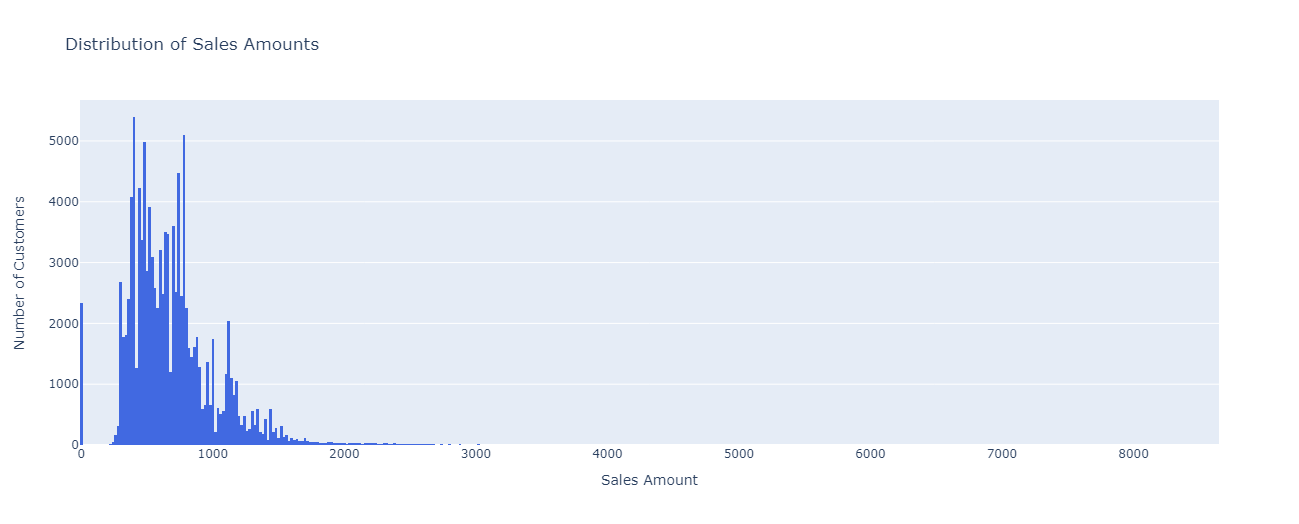 Distribution of Sales Amounts
5000
4000
3000
2000
1000
0
Number of Customers
0 1000 2000 3000 4000 5000 6000 7000 8000
Sales Amount